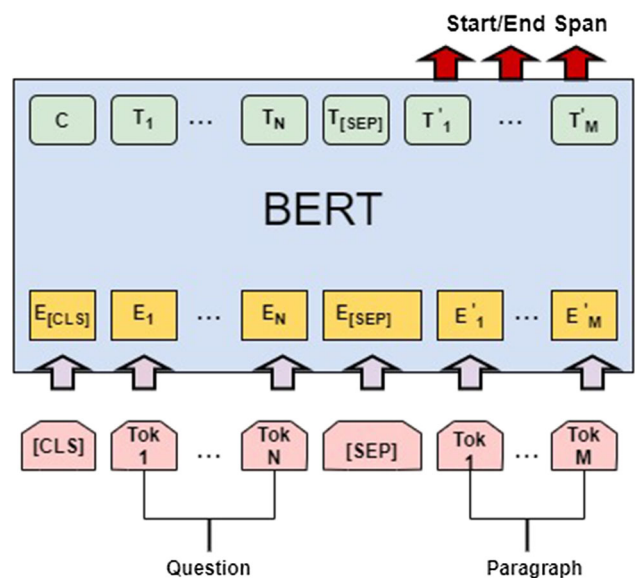 Start/End Span
C T1 ... TN T[SEP] T'1 ... T'M
BERT
E[CLS] E1 ... EN E[SEP] E'1 ... E'M
[CLS] Tok 1 ... Tok N [SEP] Tok 1 ... Tok M
Question Paragraph